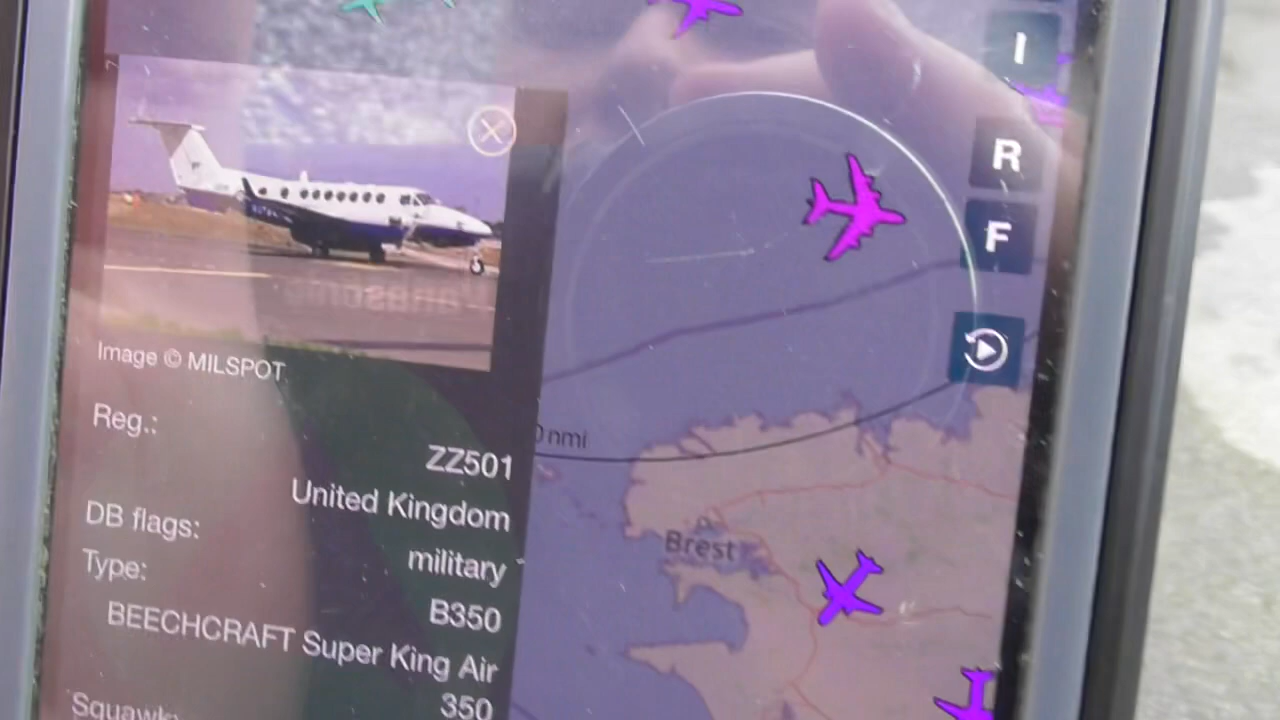 I
R
F
Image © MILSPOT
Reg.:
ZZ501
United Kingdom
DB flags:
military
Type:
B350
BEECHCRAFT Super King Air
350
nmi
Brest